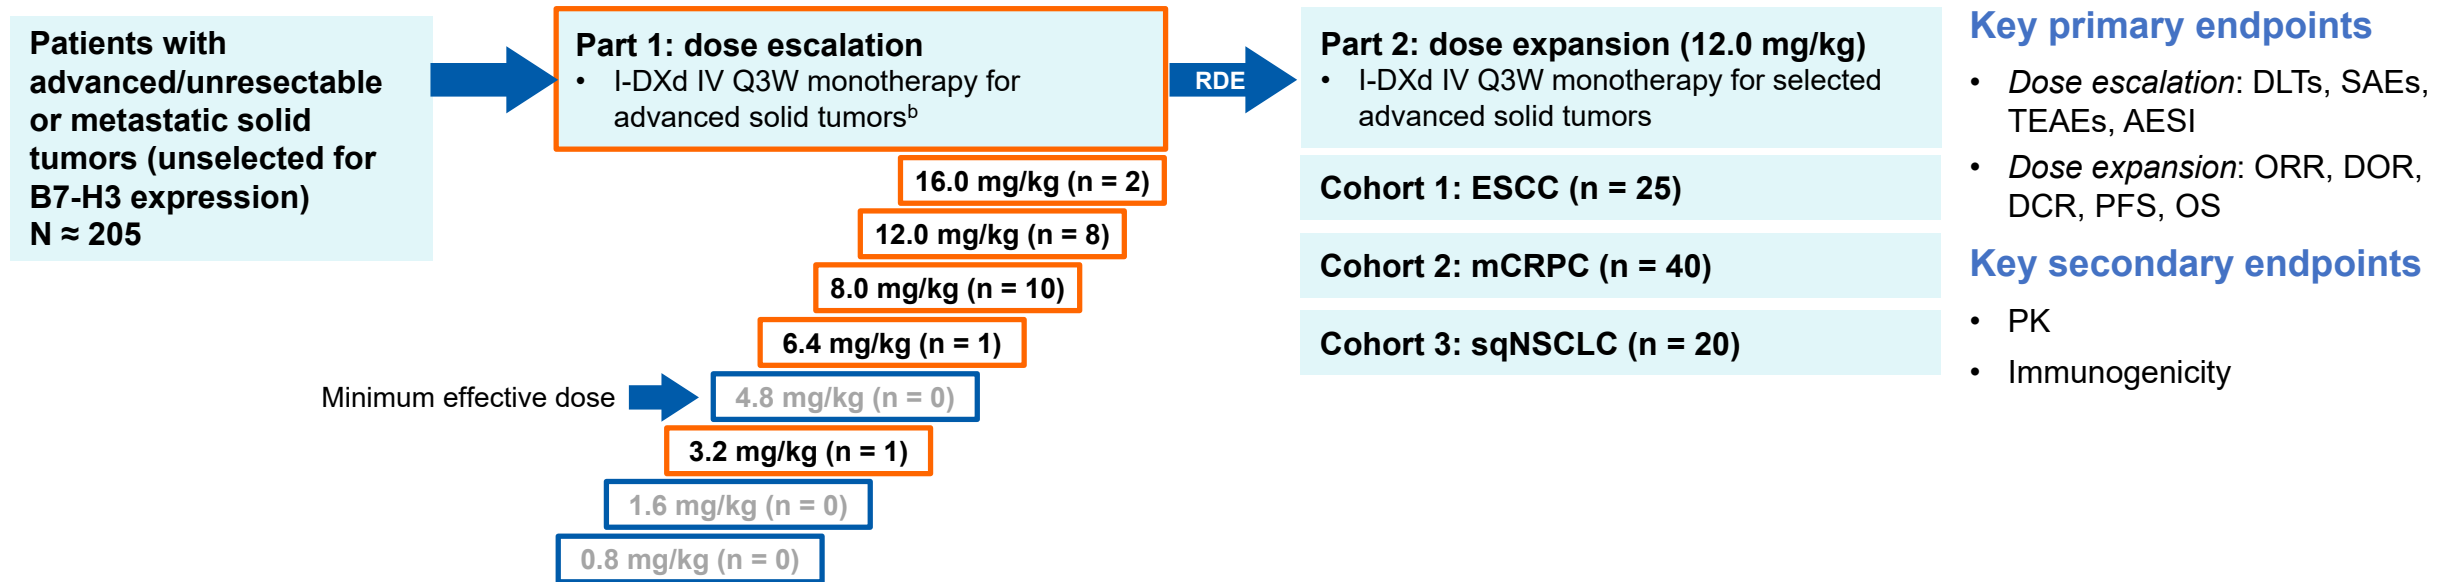 Patients with
advanced/unresectable
or metastatic solid
tumors (unselected for
B7-H3 expression)
N ≈ 205
Part 1: dose escalation
• I-DXd IV Q3W monotherapy for
advanced solid tumorsᵇ
16.0 mg/kg (n = 2)
12.0 mg/kg (n = 8)
8.0 mg/kg (n = 10)
6.4 mg/kg (n = 1)
Minimum effective dose
4.8 mg/kg (n = 0)
3.2 mg/kg (n = 1)
1.6 mg/kg (n = 0)
0.8 mg/kg (n = 0)
RDE
Part 2: dose expansion (12.0 mg/kg)
• I-DXd IV Q3W monotherapy for selected
advanced solid tumors
Cohort 1: ESCC (n = 25)
Cohort 2: mCRPC (n = 40)
Cohort 3: sqNSCLC (n = 20)
Key primary endpoints
• Dose escalation: DLTs, SAEs,
TEAEs, AESI
• Dose expansion: ORR, DOR,
DCR, PFS, OS
Key secondary endpoints
• PK
• Immunogenicity